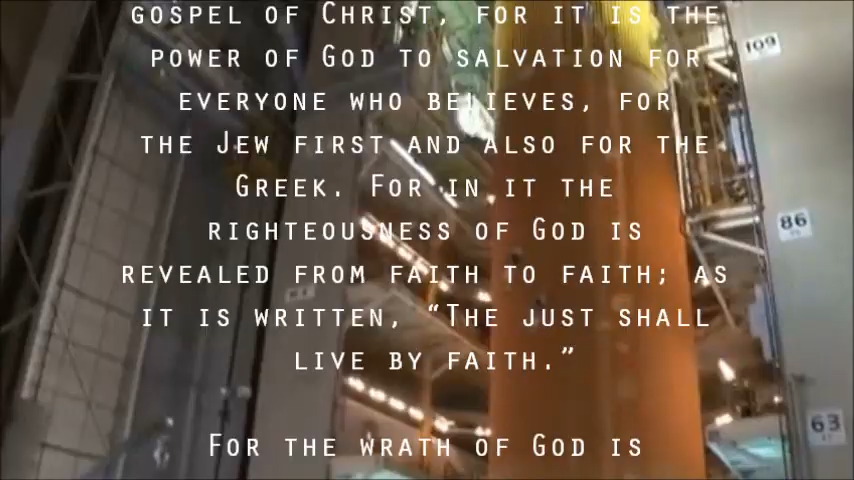 GOSPEL OF CHRIST, FOR IT IS THE
POWER OF GOD TO SALVATION FOR
EVERYONE WHO BELIEVES, FOR
THE JEW FIRST AND ALSO FOR THE
GREEK. FOR IN IT THE
RIGHTEOUSNESS OF GOD IS
REVEALED FROM FAITH TO FAITH; AS
IT IS WRITTEN, “THE JUST SHALL
LIVE BY FAITH.”
FOR THE WRATH OF GOD IS
109
86
63